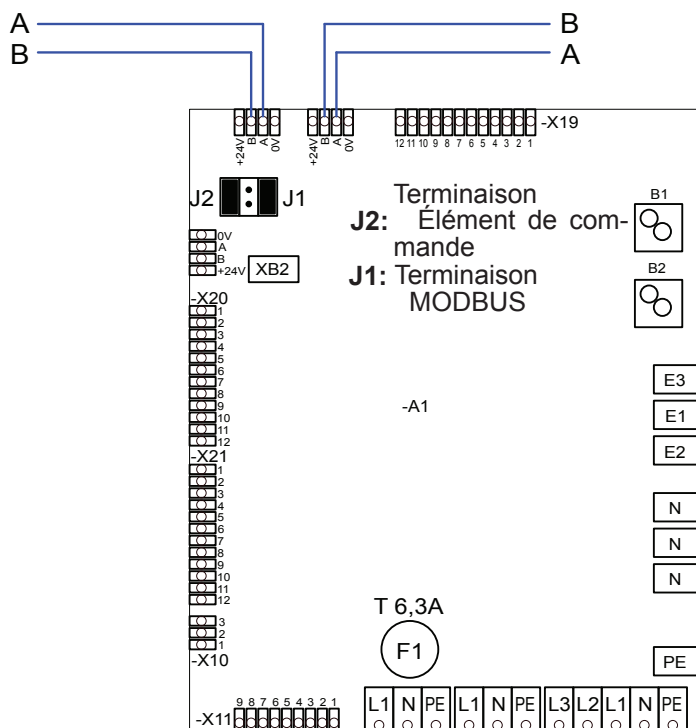 A
B
B
A
+24V
B
A
0V
+24V
B
A
0V
12 11 10 9 8 7 6 5 4 3 2 1
-X19
J2
J1
Terminaison
J2: Élément de com-
mande
J1: Terminaison
MODBUS
B1
B2
0V
A
B
+24V
XB2
-X20
1
2
3
4
5
6
7
8
9
10
11
12
-X21
1
2
3
4
5
6
7
8
9
10
11
12
3
2
1
-X10
-A1
E3
E1
E2
N
N
N
PE
T 6,3A
F1
-X11
9 8 7 6 5 4 3 2 1
L1 N PE L1 N PE L3 L2 L1 N PE